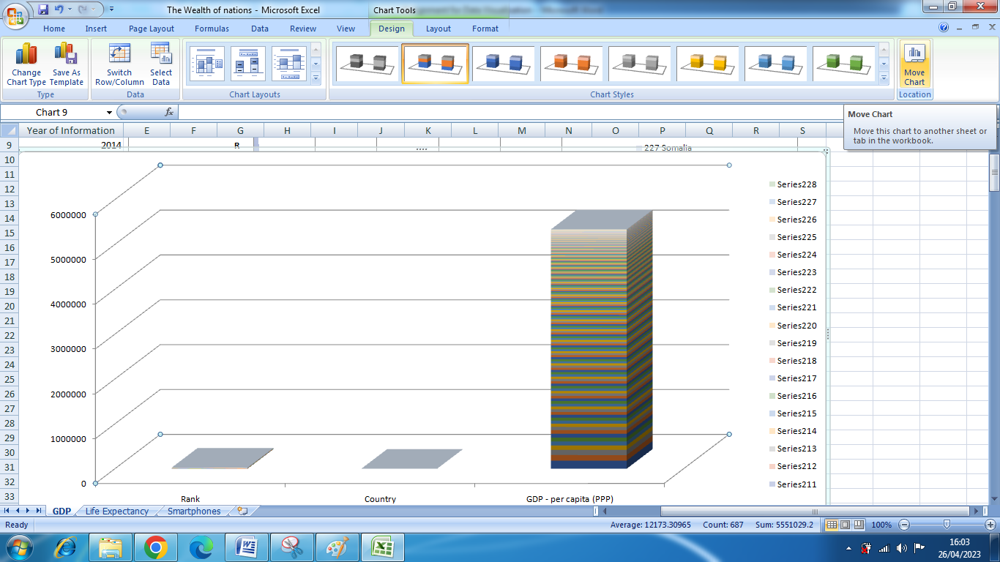 The Wealth of nations - Microsoft Excel
Chart Tools
Home Insert Page Layout Formulas Data Review View Design Layout Format
Change Chart Type
Save As Template
Switch Row/Column
Select Data
Move Chart
Type Data Chart Layouts Chart Styles Location
Chart 9 fx
Move Chart
Move this chart to another sheet or
tab in the workbook.
Year of Information E F G H I J K L M N O P Q R S
9 2014 R 227 Somalia
10
11
12 Series228
13 Series227
14 6000000 Series226
15 Series225
16 Series224
17 5000000 Series223
18 Series222
19 Series221
20 4000000 Series220
21 Series219
22 Series218
23 3000000 Series217
24 Series216
25 Series215
26 2000000 Series214
27 Series213
28 Series212
29 1000000 Series211
30
31
32 0
33 Rank Country GDP - per capita (PPP)
GDP Life Expectancy Smartphones
Ready Average: 12173.30965 Count: 687 Sum: 5551029.2 100%
16:03
26/04/2023